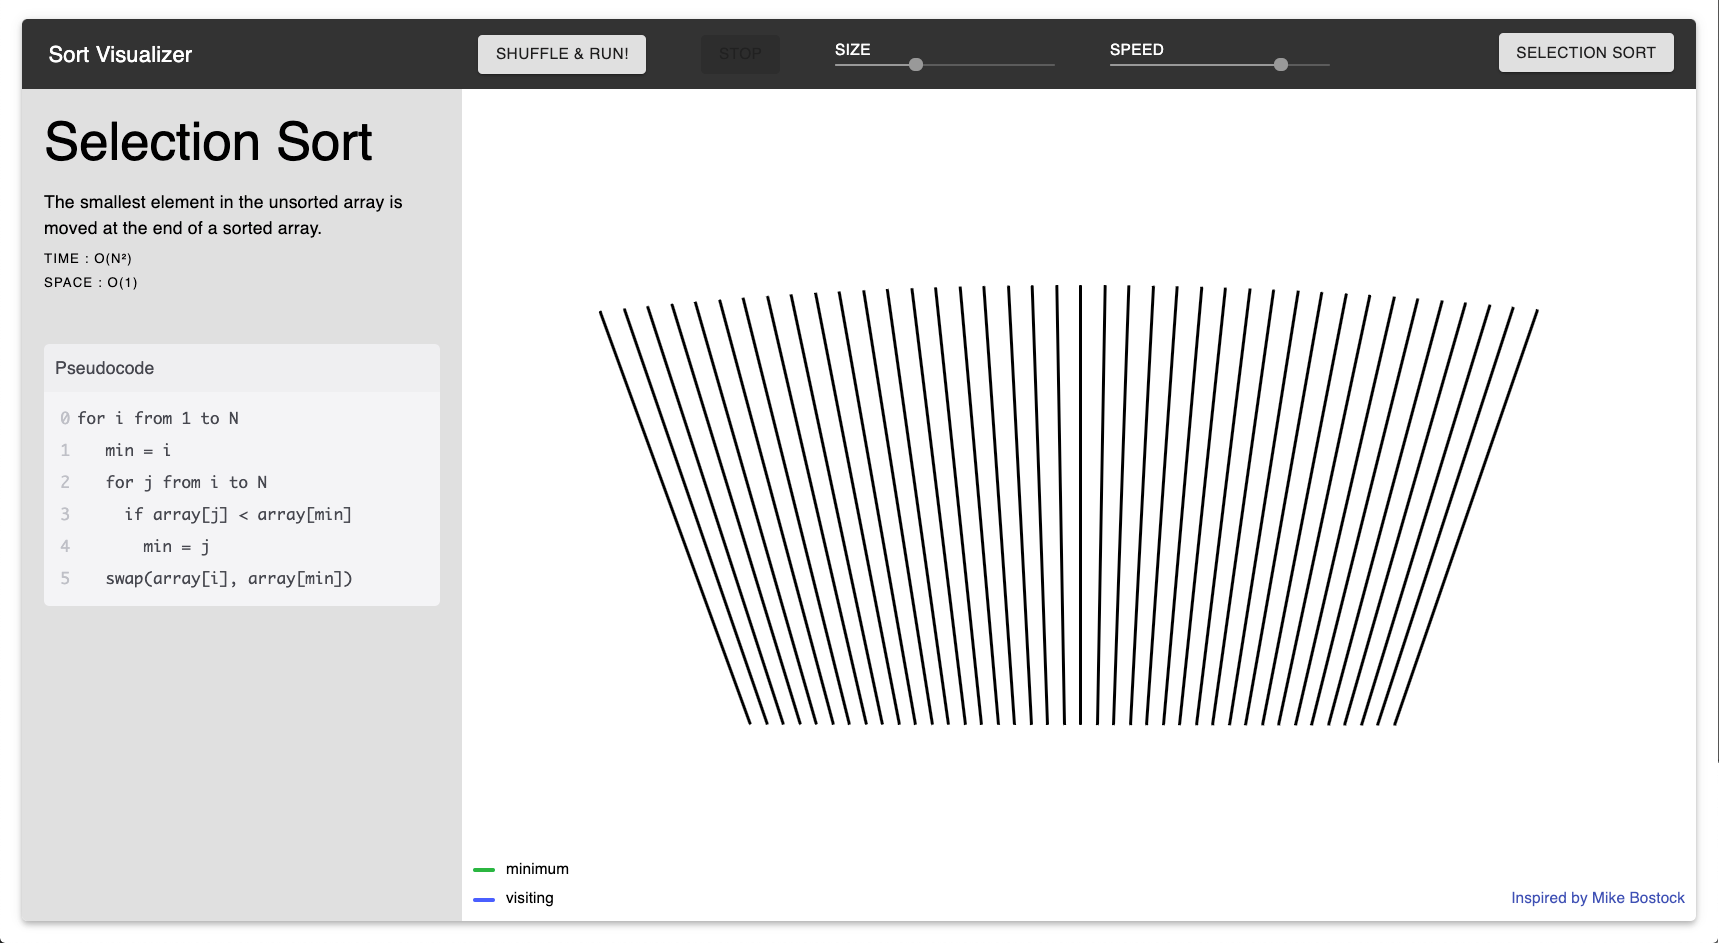 Sort Visualizer
SHUFFLE & RUN!
STOP
SIZE
SPEED
SELECTION SORT
Selection Sort
The smallest element in the unsorted array is
moved at the end of a sorted array.
TIME : O(N²)
SPACE : O(1)
Pseudocode
0 for i from 1 to N
1 min = i
2 for j from i to N
3 if array[j] < array[min]
4 min = j
5 swap(array[i], array[min])
minimum
visiting
Inspired by Mike Bostock